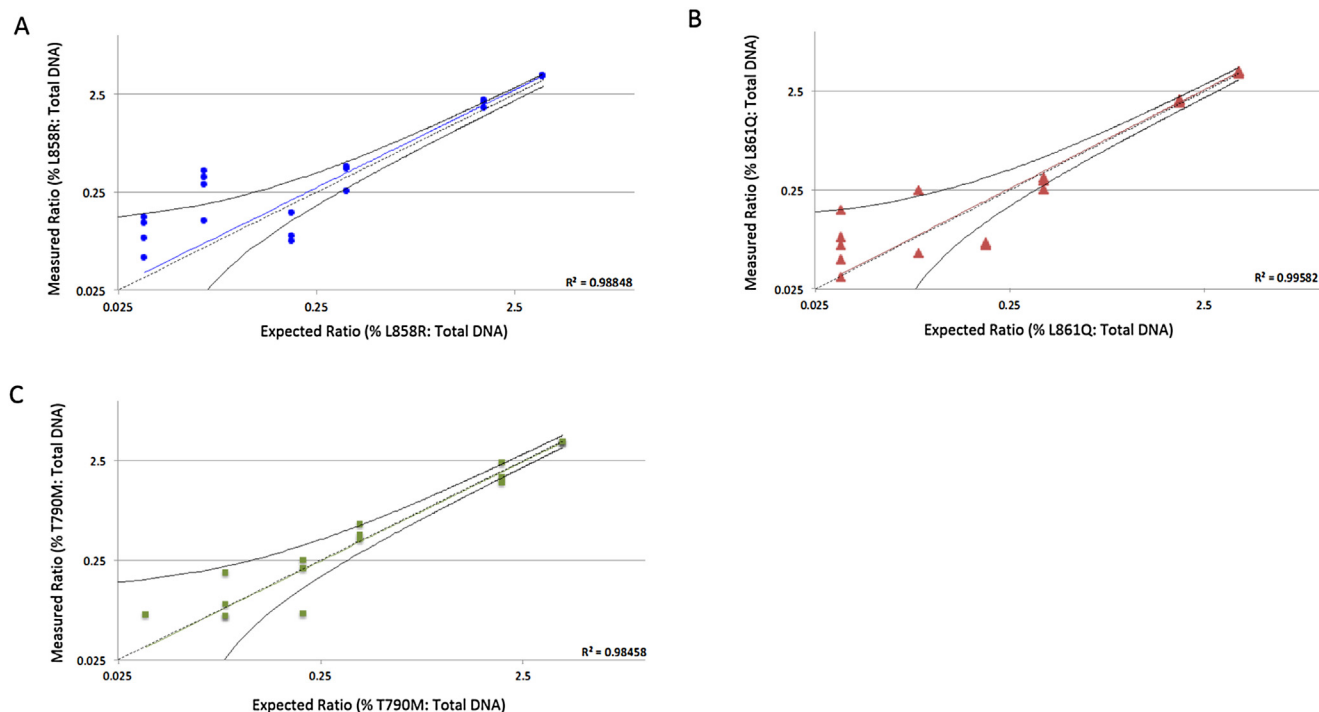 A
Measured Ratio (% L858R: Total DNA)
2.5
0.25
0.025
0.025
0.25
2.5
R² = 0.98848
Expected Ratio (% L858R: Total DNA)
B
Measured Ratio (% L861Q: Total DNA)
2.5
0.25
0.025
0.025
0.25
2.5
R² = 0.99582
Expected Ratio (% L861Q: Total DNA)
C
Measured Ratio (% T790M: Total DNA)
2.5
0.25
0.025
0.025
0.25
2.5
R² = 0.98458
Expected Ratio (% T790M: Total DNA)